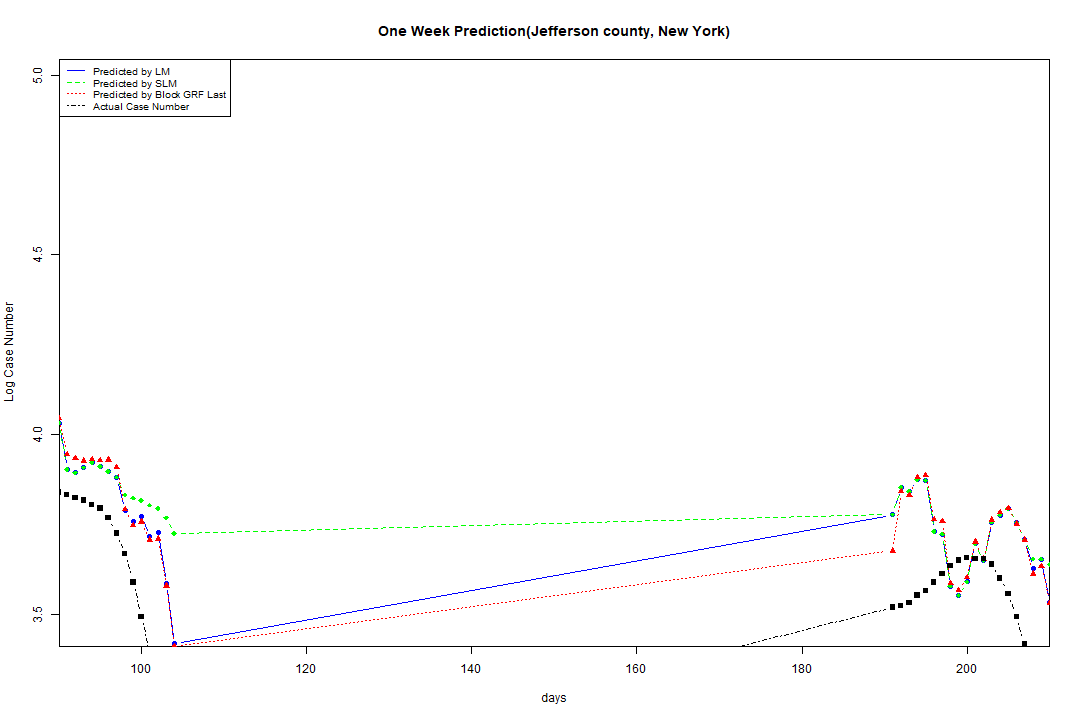 One Week Prediction(Jefferson county, New York)
Predicted by LM
Predicted by SLM
Predicted by Block GRF Last
Actual Case Number
Log Case Number
5.0
4.5
4.0
3.5
100
120
140
160
180
200
days